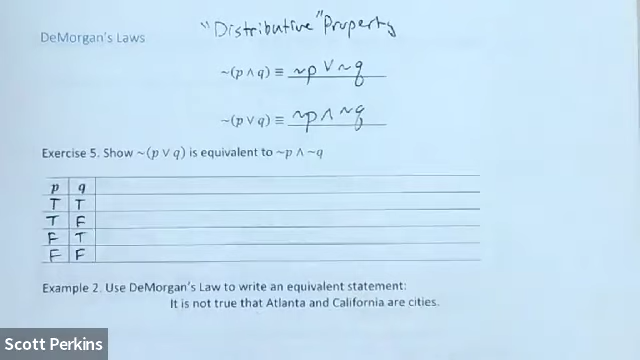 "Distributive" Property
DeMorgan's Laws
~(p ∧ q) ≡ ~p ∨ ~q
~(p ∨ q) ≡ ~p ∧ ~q
Exercise 5. Show ~(p ∨ q) is equivalent to ~p ∧ ~q
p q
T T
T F
F T
F F
Example 2. Use DeMorgan's Law to write an equivalent statement:
It is not true that Atlanta and California are cities.
Scott Perkins